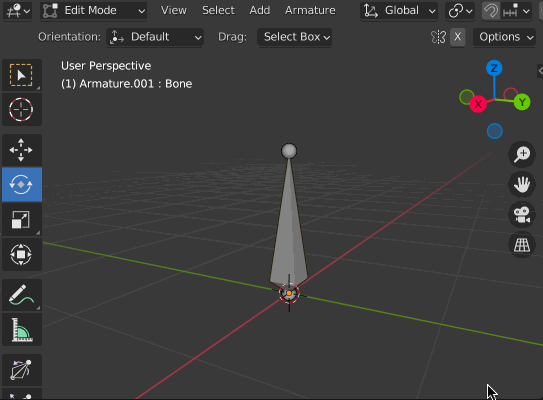 Edit Mode View Select Add Armature Global
Orientation: Default Drag: Select Box X Options
User Perspective
(1) Armature.001 : Bone
Z
X Y